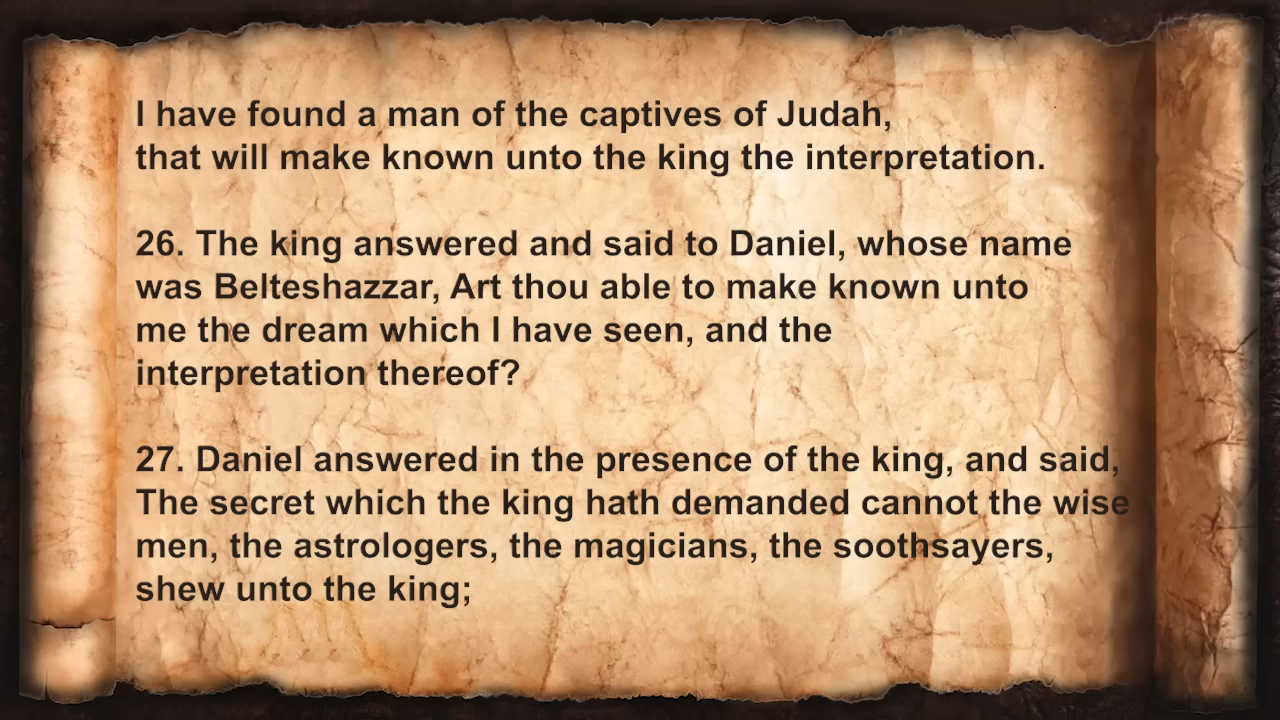 I have found a man of the captives of Judah,
that will make known unto the king the interpretation.
26. The king answered and said to Daniel, whose name
was Belteshazzar, Art thou able to make known unto
me the dream which I have seen, and the
interpretation thereof?
27. Daniel answered in the presence of the king, and said,
The secret which the king hath demanded cannot the wise
men, the astrologers, the magicians, the soothsayers,
shew unto the king;